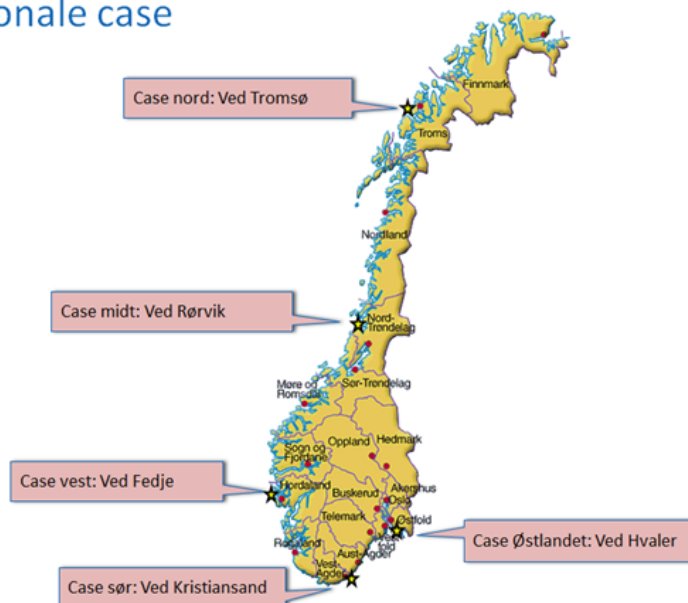 onale case
Case nord: Ved Tromsø
Finnmark
Troms
Nordland
Case midt: Ved Rørvik
Nord-
Trøndelag
Møre og
Romsdal
Sør-Trøndelag
Oppland
Hedmark
Sogn og
Fjordane
Case vest: Ved Fedje
Hordaland
Buskerud
Akershus
Oslo
Telemark
Østfold
Vest-
fold
Case Østlandet: Ved Hvaler
Rogaland
Aust-Agder
Vest-
Agder
Case sør: Ved Kristiansand